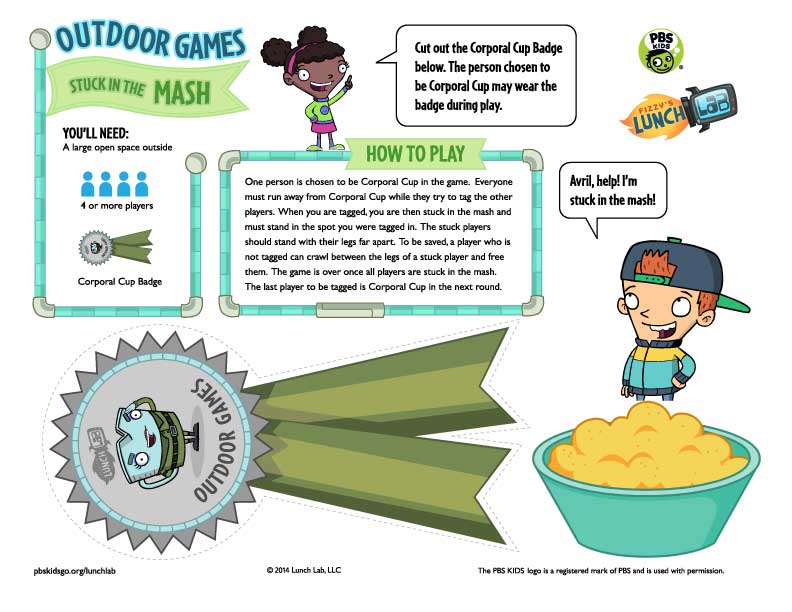 OUTDOOR GAMES
STUCK IN THE MASH
YOU'LL NEED:
A large open space outside
4 or more players
Corporal Cup Badge
Cut out the Corporal Cup Badge
below. The person chosen to
be Corporal Cup may wear the
badge during play.
PBS
KIDS
FIZZY'S
LUNCH LAB
HOW TO PLAY
One person is chosen to be Corporal Cup in the game. Everyone
must run away from Corporal Cup while they try to tag the other
players. When you are tagged, you are then stuck in the mash and
must stand in the spot you were tagged in. The stuck players
should stand with their legs far apart. To be saved, a player who is
not tagged can crawl between the legs of a stuck player and free
them. The game is over once all players are stuck in the mash.
The last player to be tagged is Corporal Cup in the next round.
Avril, help! I'm
stuck in the mash!
OUTDOOR GAMES
LUNCH LAB
pbskidsgo.org/lunchlab
© 2014 Lunch Lab, LLC
The PBS KIDS logo is a registered mark of PBS and is used with permission.